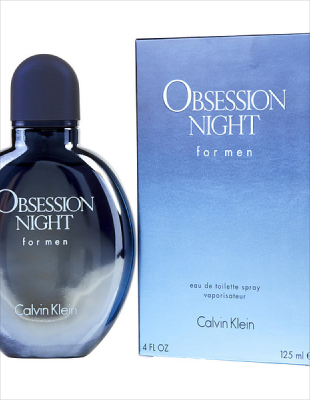 OBSESSION
NIGHT
for men
Calvin Klein
OBSESSION
NIGHT
for men
eau de toilette spray
vaporisateur
Calvin Klein
4 FL OZ 125 ml e